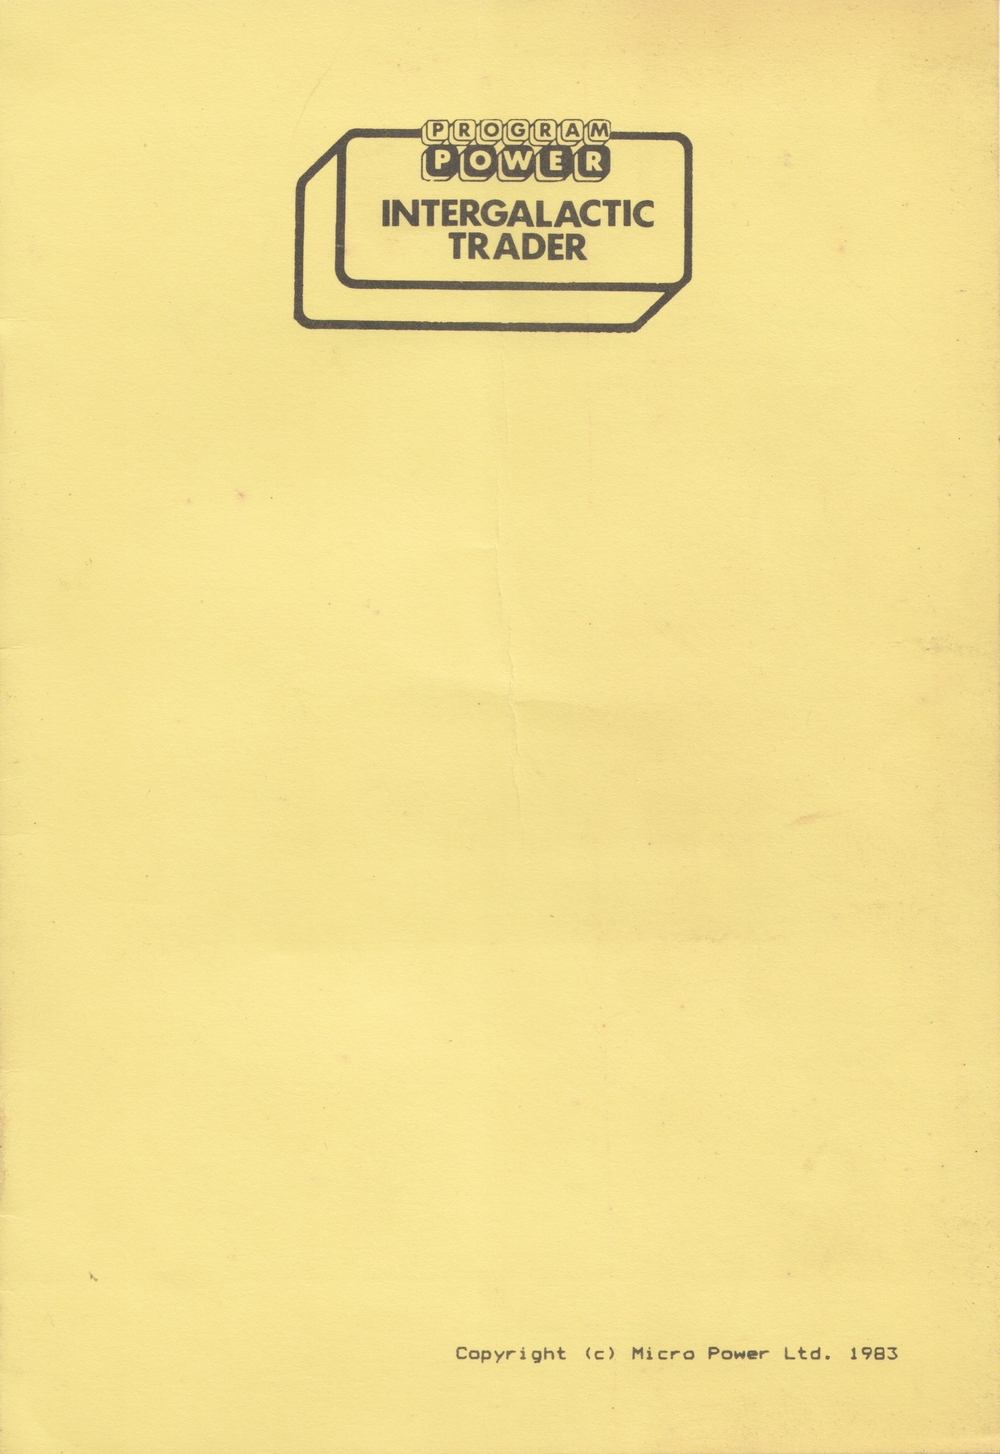 PROGRAM
POWER
INTERGALACTIC
TRADER
Copyright (c) Micro Power Ltd. 1983